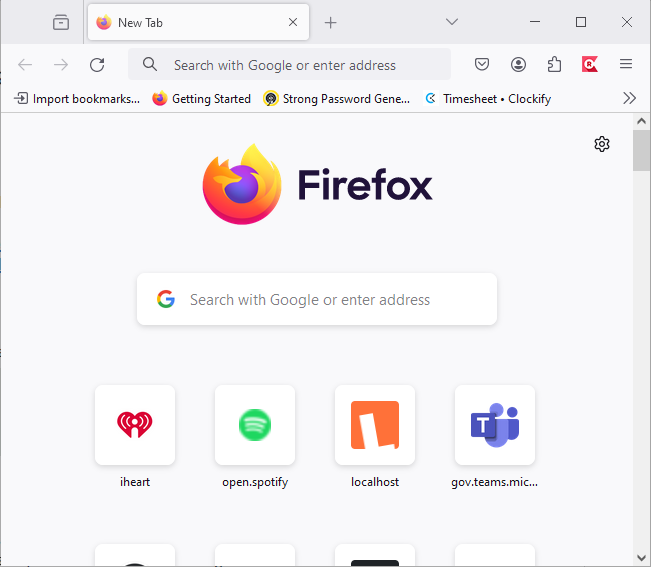 New Tab
Search with Google or enter address
Import bookmarks...
Getting Started
Strong Password Gene...
Timesheet • Clockify
Firefox
Search with Google or enter address
T
iheart
open.spotify
localhost
gov.teams.mic...